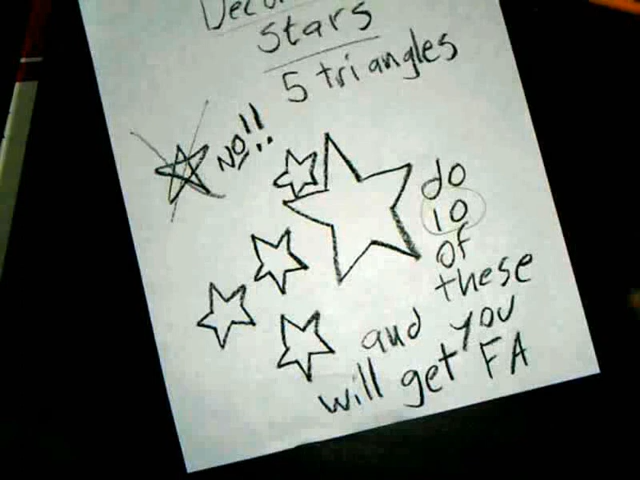 stars
5 triangles
NO!!
do
10
of
these
and you
will get FA